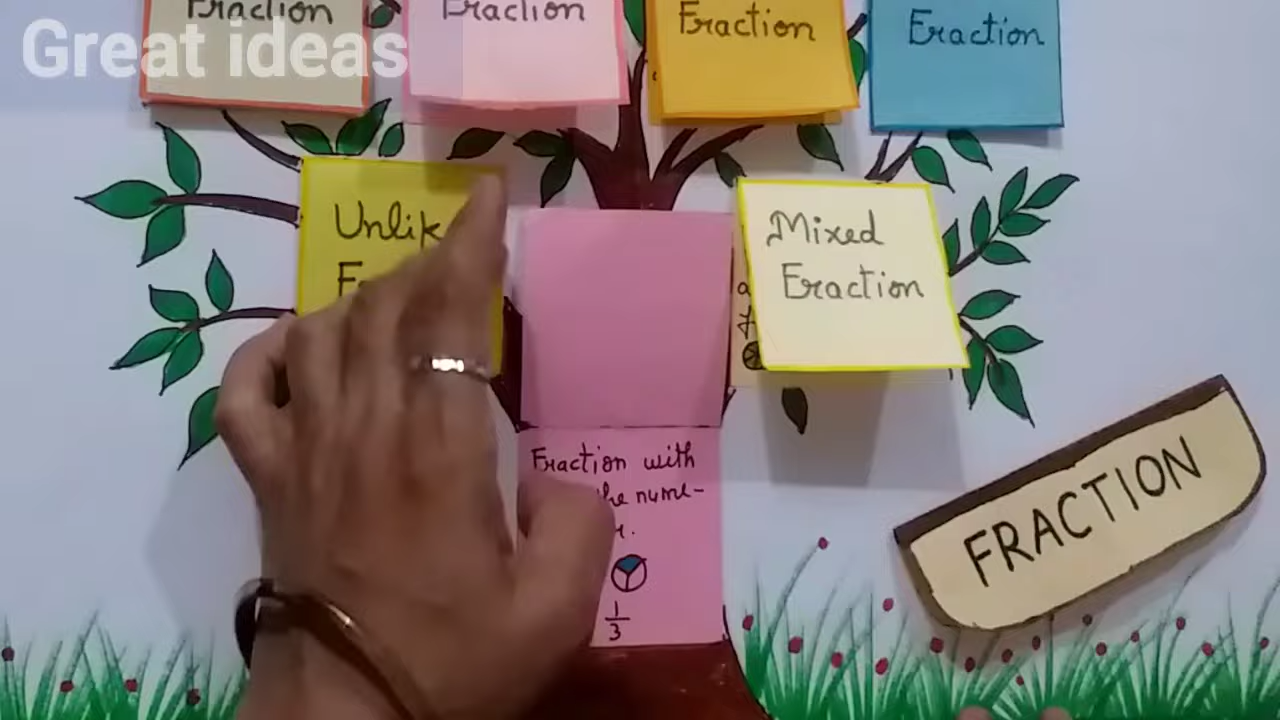 Great ideas
Fraction
Fraction
Fraction
Fraction
Unlik
Mixed
Fraction
Fraction with
the nume-
r.
1
3
FRACTION